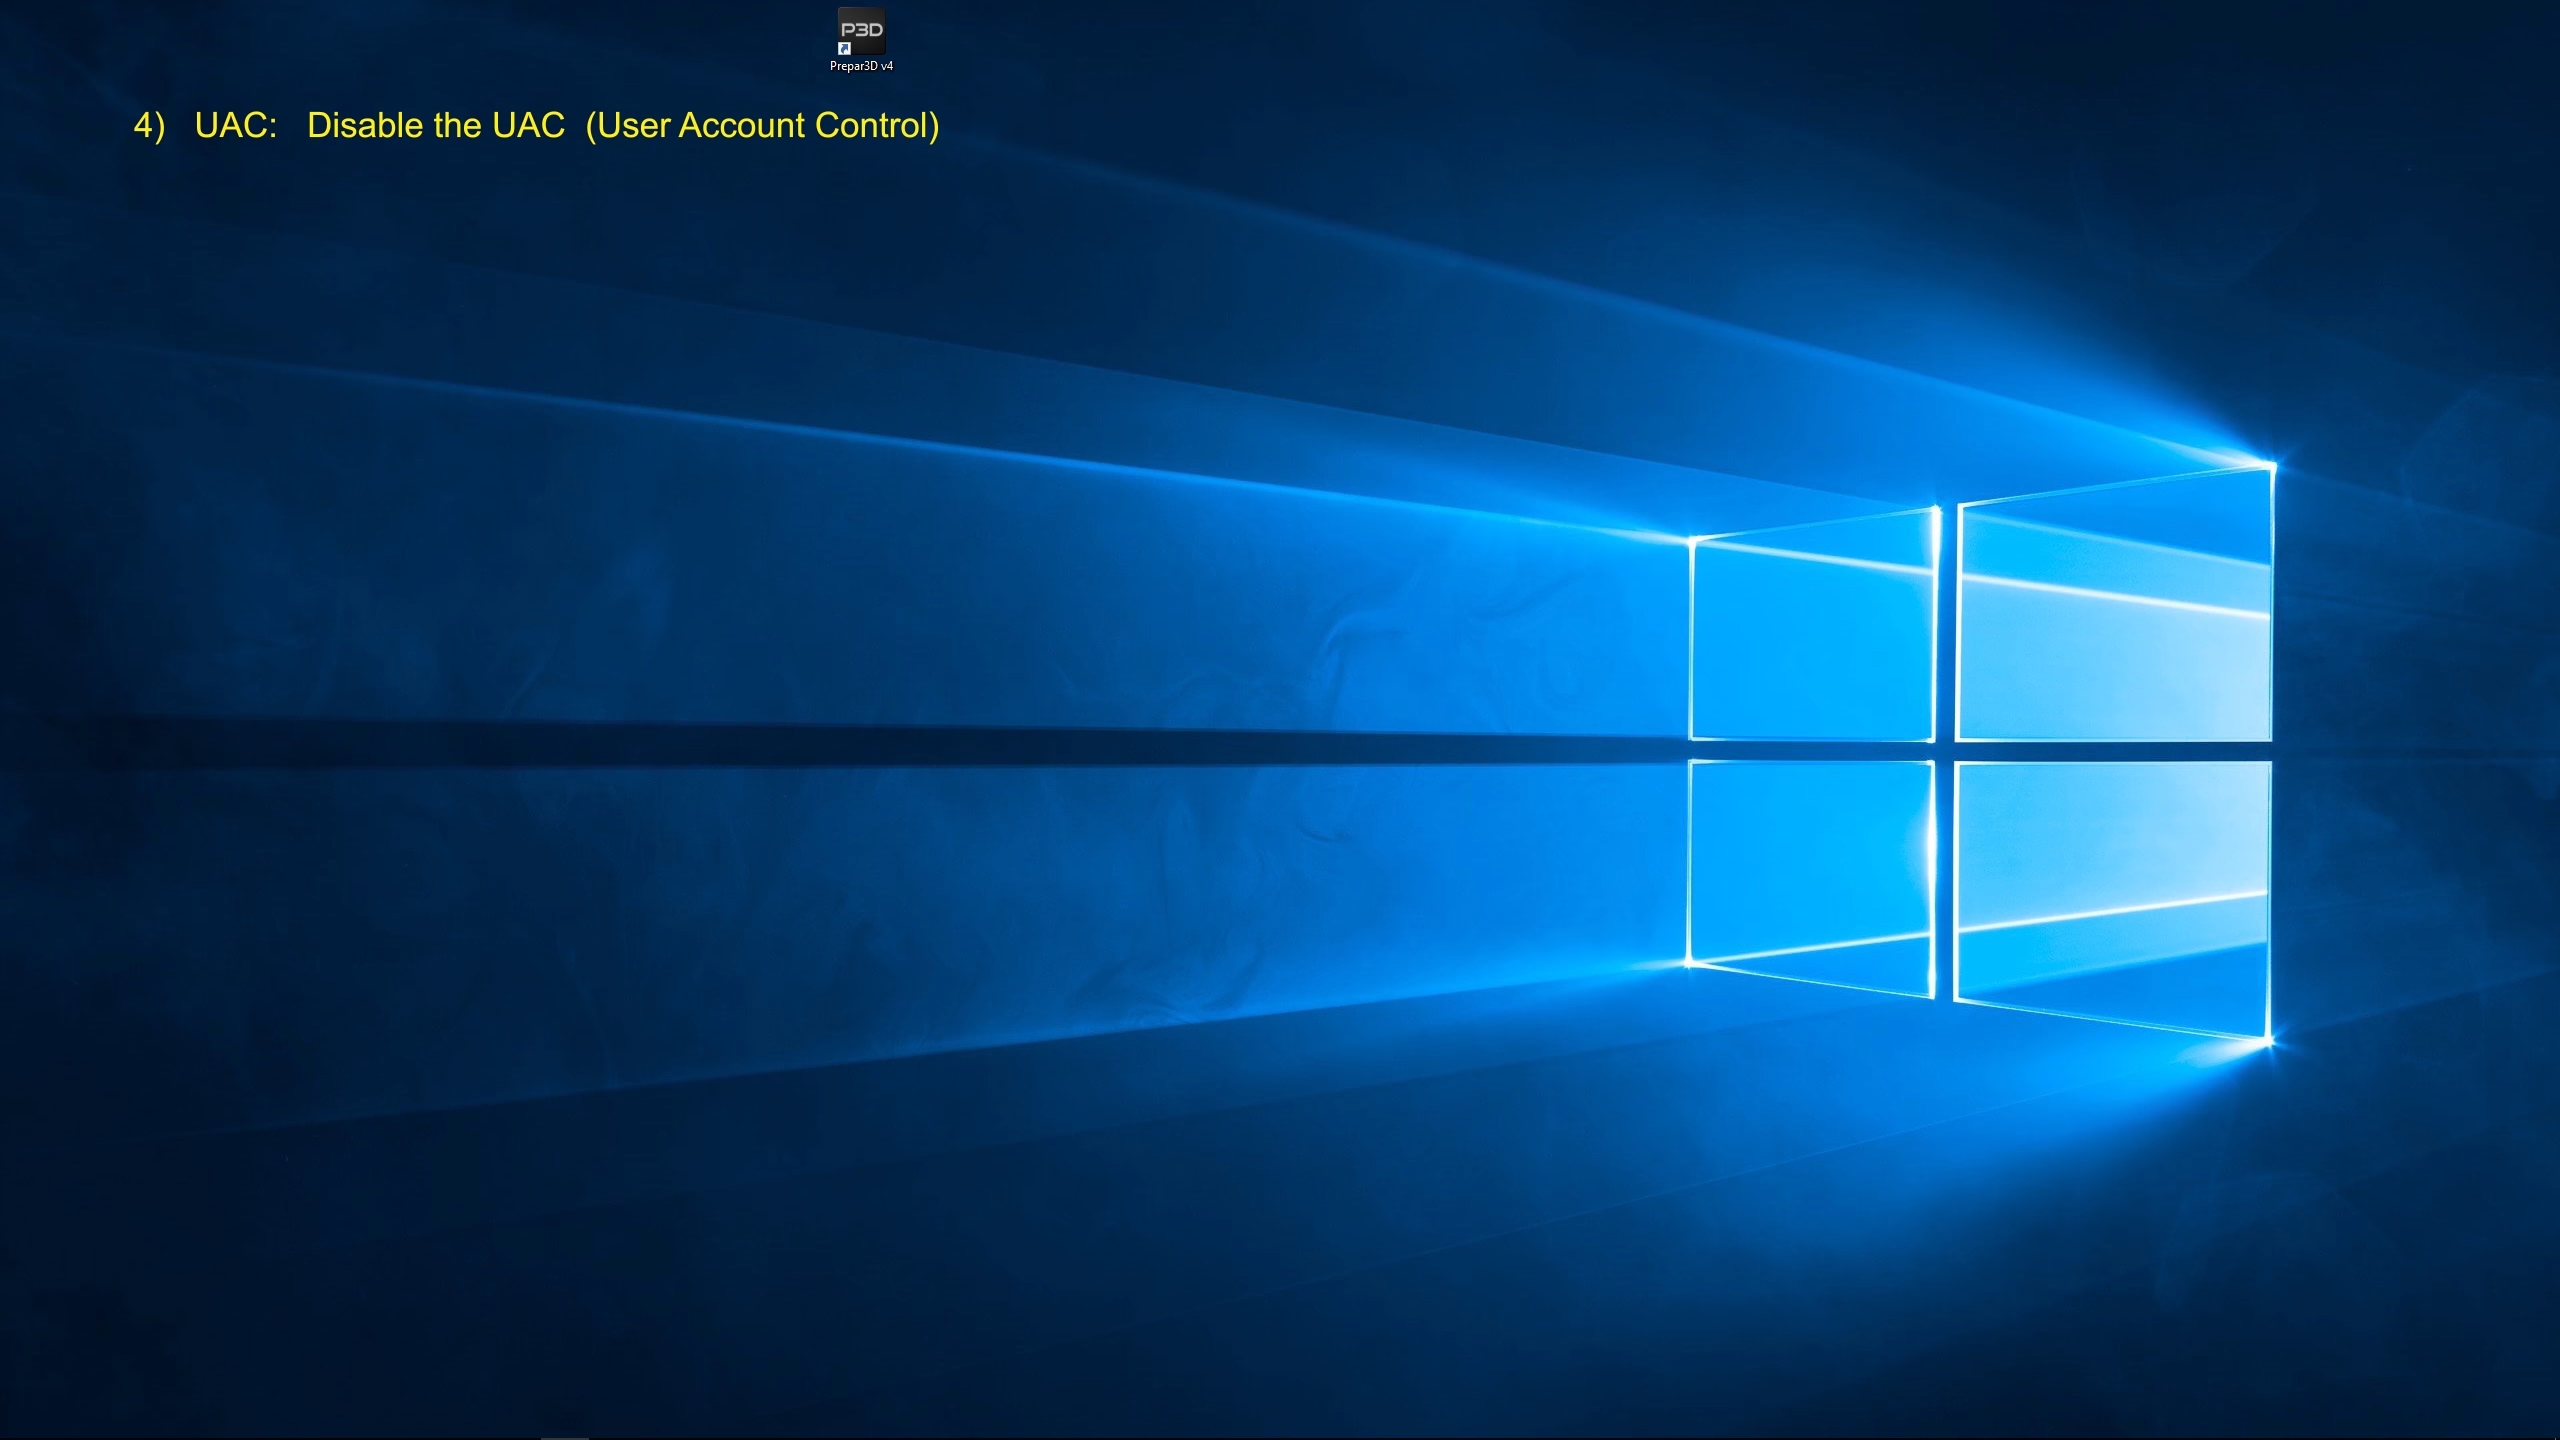 P3D
Prepar3D v4
4) UAC: Disable the UAC (User Account Control)